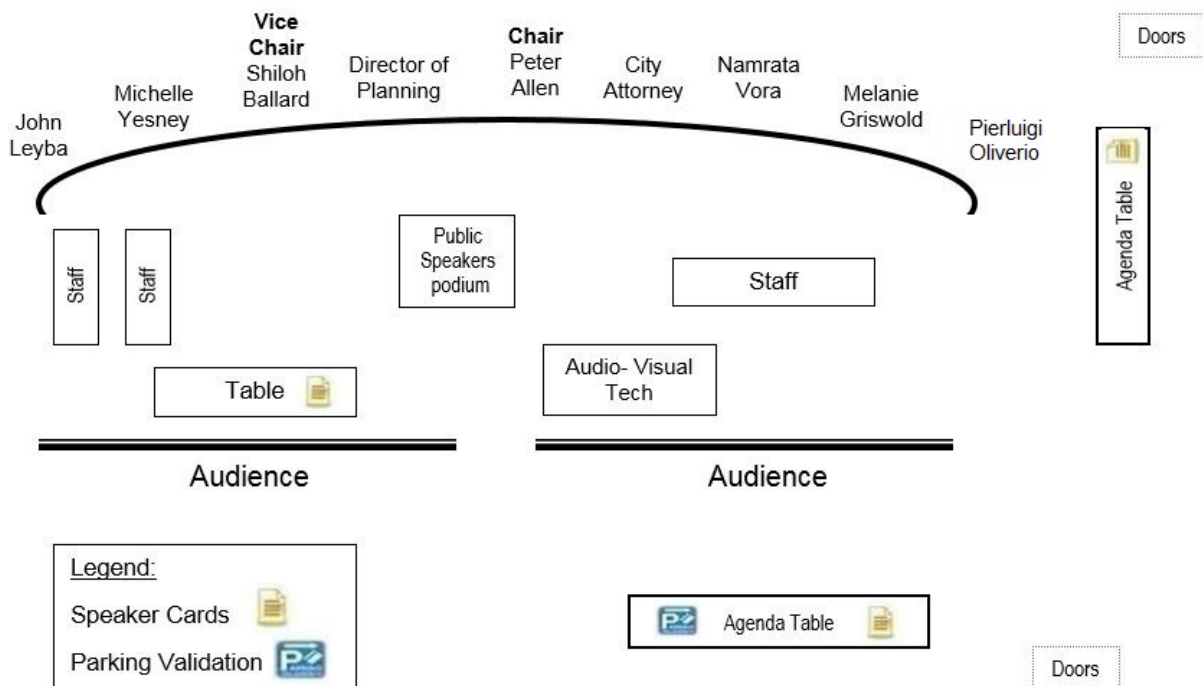 Vice
Chair
Shiloh
Ballard
Chair
Peter
Allen
Doors
Director of
Planning
City
Attorney
Namrata
Vora
Michelle
Yesney
Melanie
Griswold
John
Leyba
Pierluigi
Oliverio
Staff
Staff
Public
Speakers
podium
Staff
Agenda Table
Table
Audio- Visual
Tech
Audience
Audience
Legend:
Speaker Cards
Parking Validation
Agenda Table
Doors